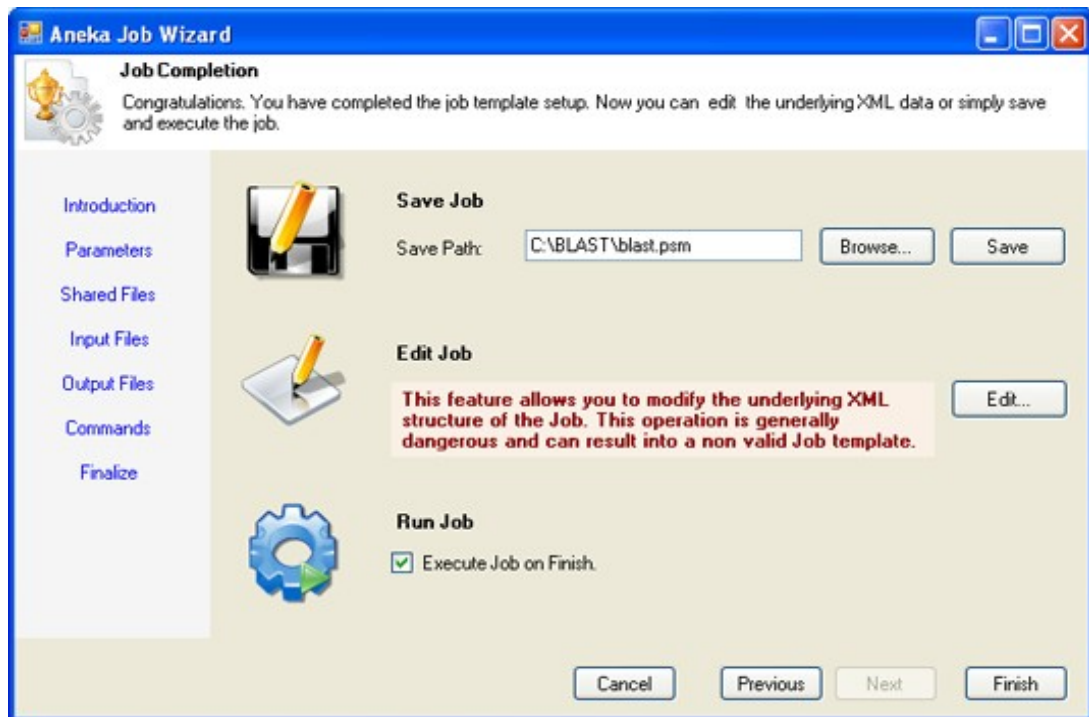 Aneka Job Wizard
Job Completion
Congratulations. You have completed the job template setup. Now you can edit the underlying XML data or simply save
and execute the job.
Introduction
Parameters
Shared Files
Input Files
Output Files
Commands
Finalize
Save Job
Save Path:
C:\BLAST\blast.psm
Browse...
Save
Edit Job
This feature allows you to modify the underlying XML
structure of the Job. This operation is generally
dangerous and can result into a non valid Job template.
Edit...
Run Job
Execute Job on Finish.
Cancel
Previous
Next
Finish